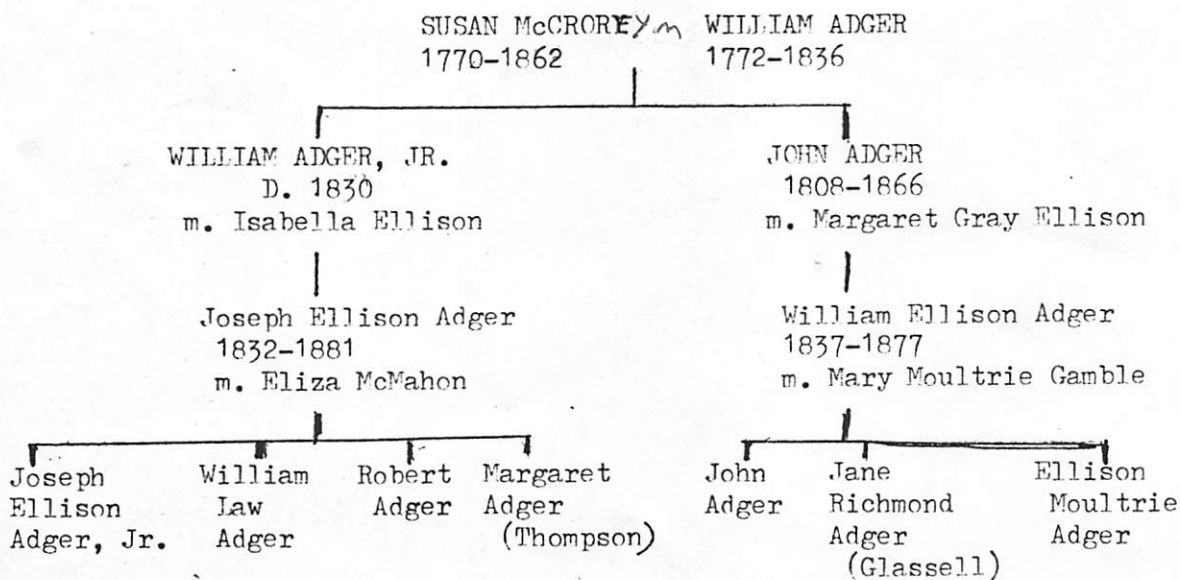 SUSAN McCROREY m WILLIAM ADGER
1770-1862 1772-1836
WILLIAM ADGER, JR.
D. 1830
m. Isabella Ellison
JOHN ADGER
1808-1866
m. Margaret Gray Ellison
Joseph Ellison Adger
1832-1881
m. Eliza McMahon
William Ellison Adger
1837-1877
m. Mary Moultrie Gamble
Joseph
Ellison
Adger, Jr.
William
Law
Adger
Robert
Adger
Margaret
Adger
(Thompson)
John
Adger
Jane
Richmond
Adger
(Glassell)
Ellison
Moultrie
Adger